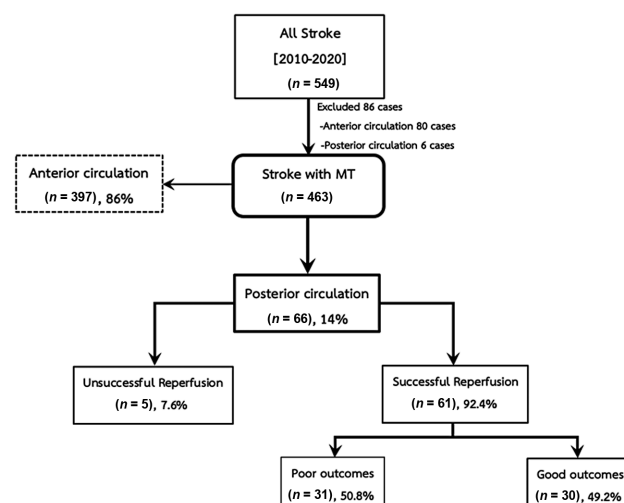 All Stroke
[2010-2020]
(n = 549)
Excluded 86 cases
-Anterior circulation 80 cases
-Posterior circulation 6 cases
Anterior circulation
(n = 397), 86%
Stroke with MT
(n = 463)
Posterior circulation
(n = 66), 14%
Unsuccessful Reperfusion
(n = 5), 7.6%
Successful Reperfusion
(n = 61), 92.4%
Poor outcomes
(n = 31), 50.8%
Good outcomes
(n = 30), 49.2%